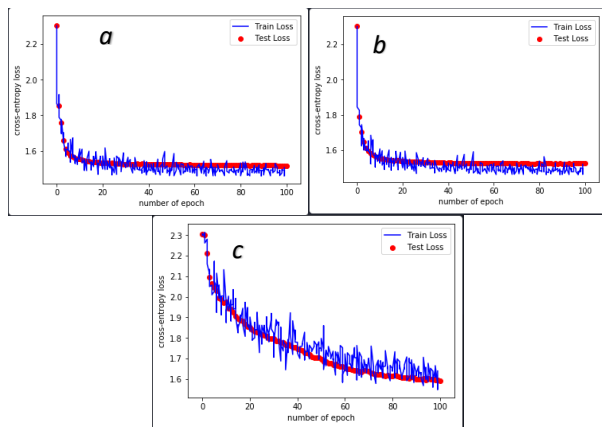 a
2.2
2.0
1.8
1.6
cross-entropy loss
0
20
40
60
80
100
number of epoch
Train Loss
Test Loss
b
2.2
2.0
1.8
1.6
cross-entropy loss
0
20
40
60
80
100
number of epoch
Train Loss
Test Loss
c
2.3
2.2
2.1
2.0
1.9
1.8
1.7
1.6
cross-entropy loss
0
20
40
60
80
100
number of epoch
Train Loss
Test Loss